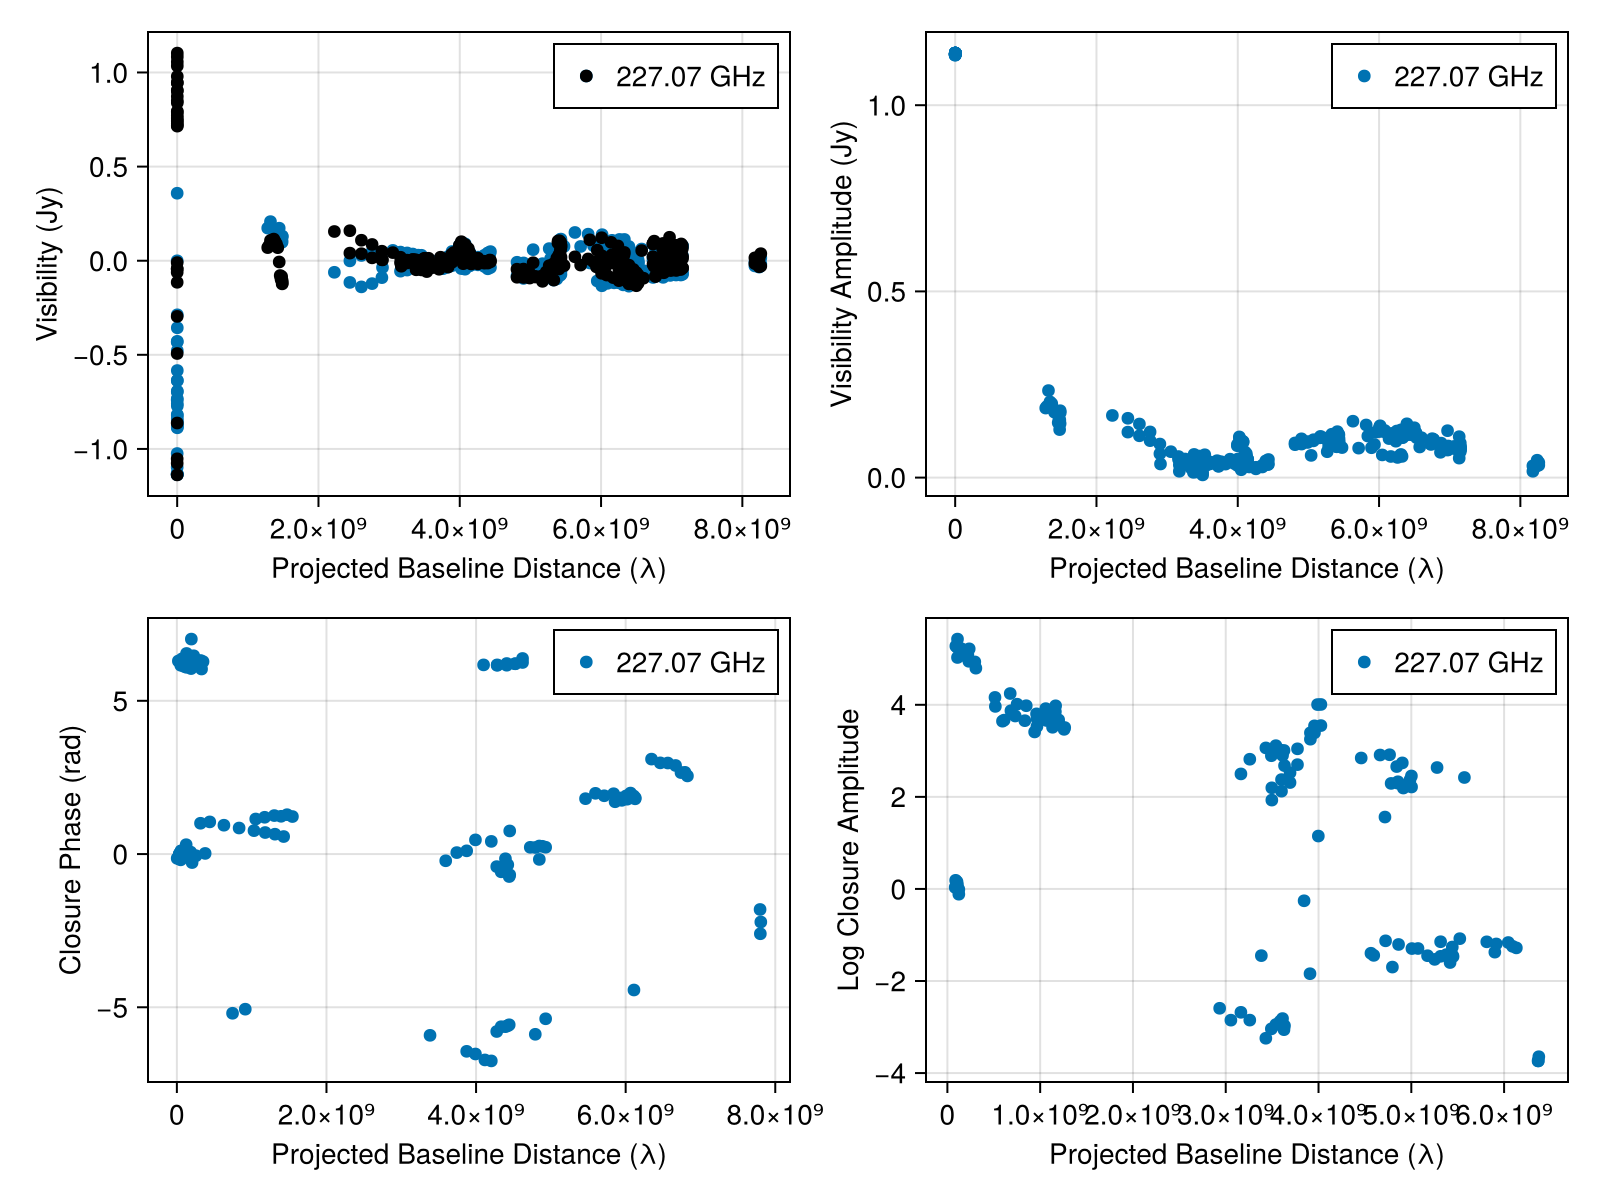 227.07 GHz
Visibility (Jy)
1.0
0.5
0.0
−0.5
−1.0
0 2.0×10⁹ 4.0×10⁹ 6.0×10⁹ 8.0×10⁹
Projected Baseline Distance (λ)
227.07 GHz
Visibility Amplitude (Jy)
1.0
0.5
0.0
0 2.0×10⁹ 4.0×10⁹ 6.0×10⁹ 8.0×10⁹
Projected Baseline Distance (λ)
227.07 GHz
Closure Phase (rad)
5
0
−5
0 2.0×10⁹ 4.0×10⁹ 6.0×10⁹ 8.0×10⁹
Projected Baseline Distance (λ)
227.07 GHz
Log Closure Amplitude
4
2
0
−2
−4
0 1.0×10⁹ 2.0×10⁹ 3.0×10⁹ 4.0×10⁹ 5.0×10⁹ 6.0×10⁹
Projected Baseline Distance (λ)